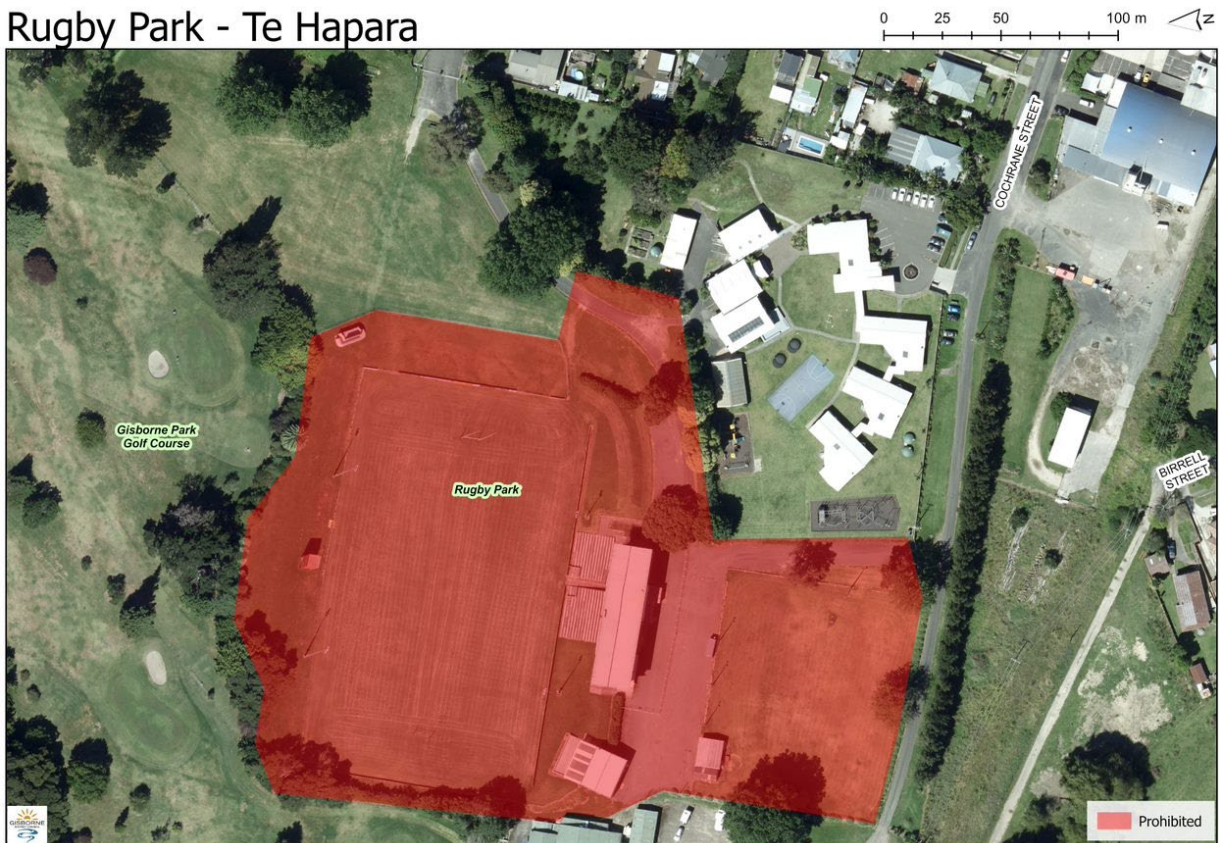 Rugby Park - Te Hapara
0 25 50 100 m
N
COCHRANE STREET
Gisborne Park
Golf Course
Rugby Park
BIRRELL
STREET
GISBORNE
Prohibited